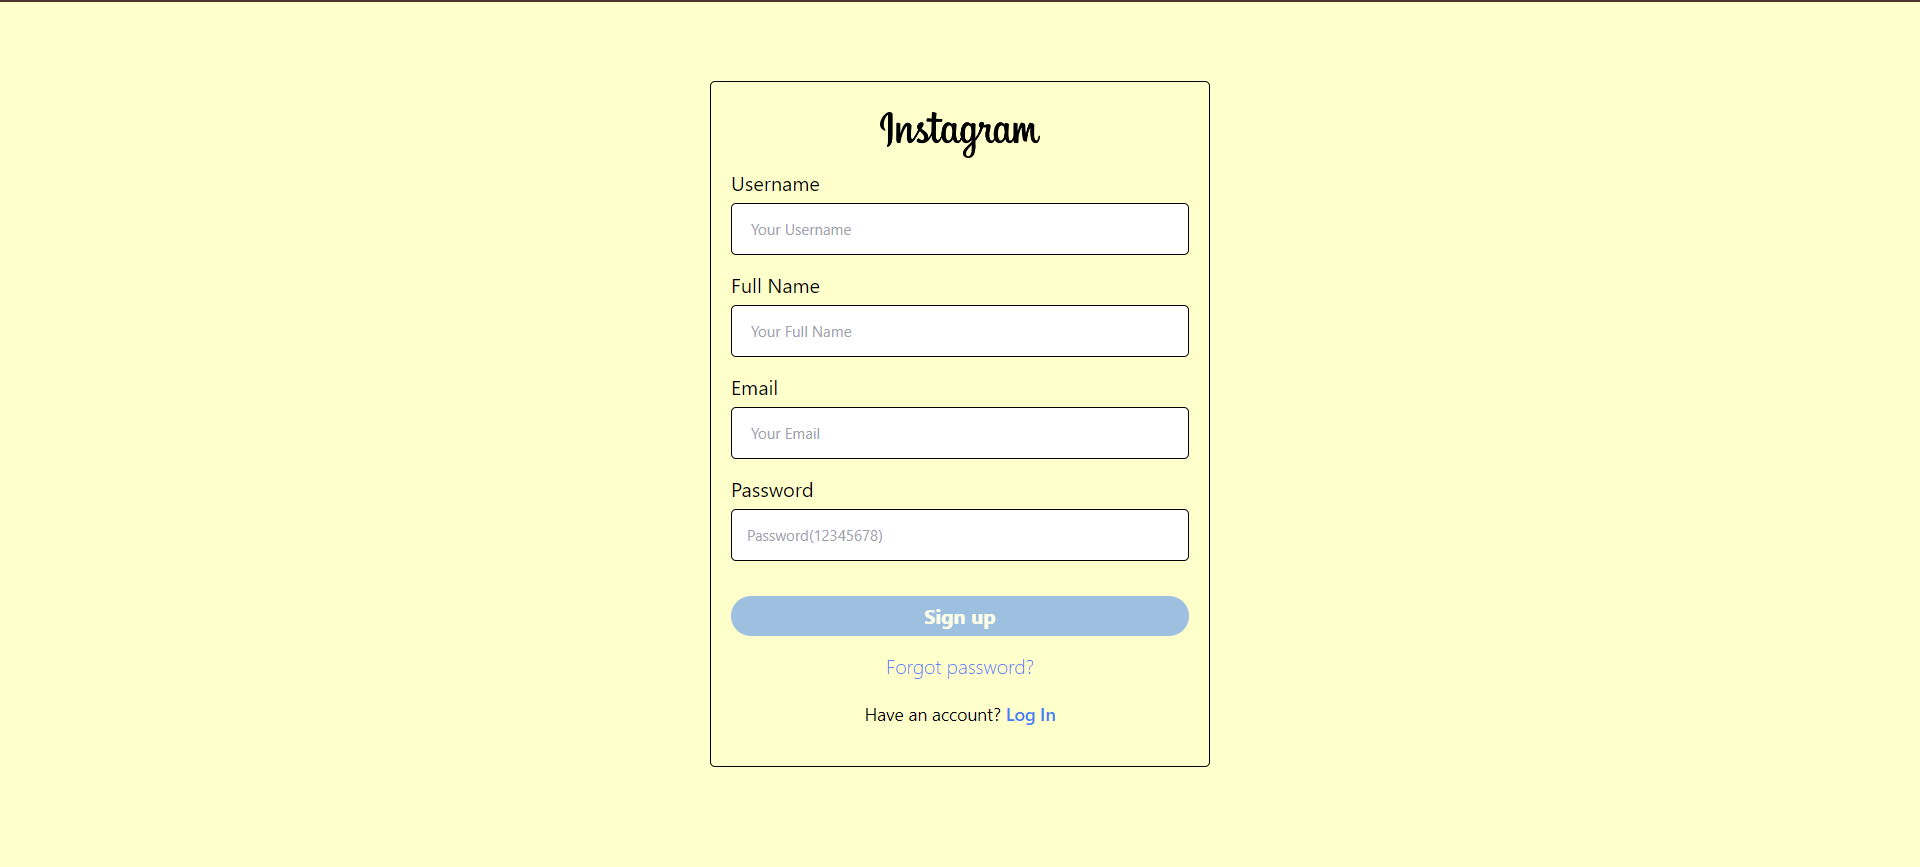 Instagram
Username
Your Username
Full Name
Your Full Name
Email
Your Email
Password
Password(12345678)
Sign up
Forgot password?
Have an account? Log In